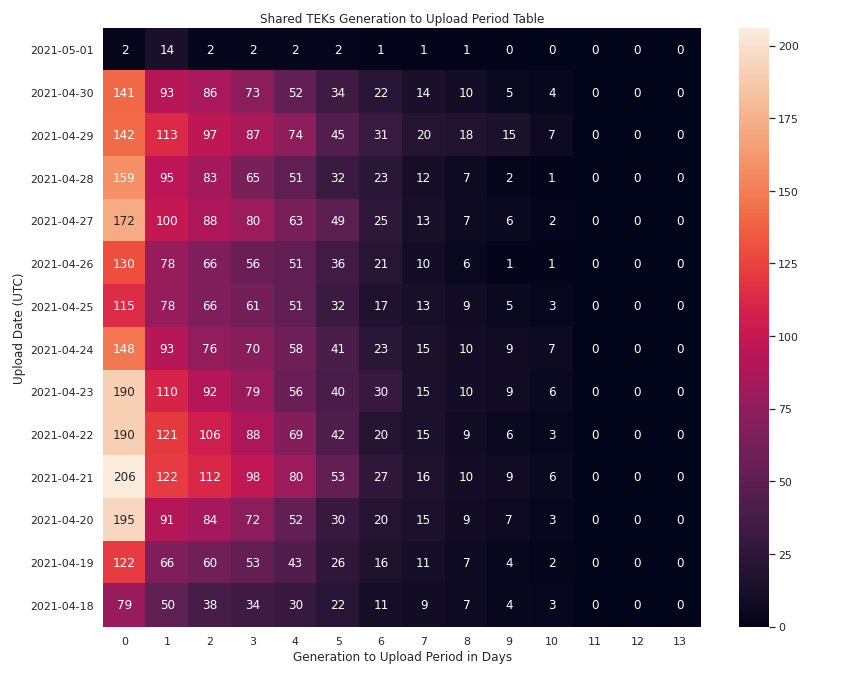 Shared TEKs Generation to Upload Period Table
2021-05-01 2 14 2 2 2 2 1 1 1 0 0 0 0 0
2021-04-30 141 93 86 73 52 34 22 14 10 5 4 0 0 0
2021-04-29 142 113 97 87 74 45 31 20 18 15 7 0 0 0
2021-04-28 159 95 83 65 51 32 23 12 7 2 1 0 0 0
2021-04-27 172 100 88 80 63 49 25 13 7 6 2 0 0 0
2021-04-26 130 78 66 56 51 36 21 10 6 1 1 0 0 0
2021-04-25 115 78 66 61 51 32 17 13 9 5 3 0 0 0
2021-04-24 148 93 76 70 58 41 23 15 10 9 7 0 0 0
2021-04-23 190 110 92 79 56 40 30 15 10 9 6 0 0 0
2021-04-22 190 121 106 88 69 42 20 15 9 6 3 0 0 0
2021-04-21 206 122 112 98 80 53 27 16 10 9 6 0 0 0
2021-04-20 195 91 84 72 52 30 20 15 9 7 3 0 0 0
2021-04-19 122 66 60 53 43 26 16 11 7 4 2 0 0 0
2021-04-18 79 50 38 34 30 22 11 9 7 4 3 0 0 0
0 1 2 3 4 5 6 7 8 9 10 11 12 13
Generation to Upload Period in Days
Upload Date (UTC)
200
175
150
125
100
75
50
25
0